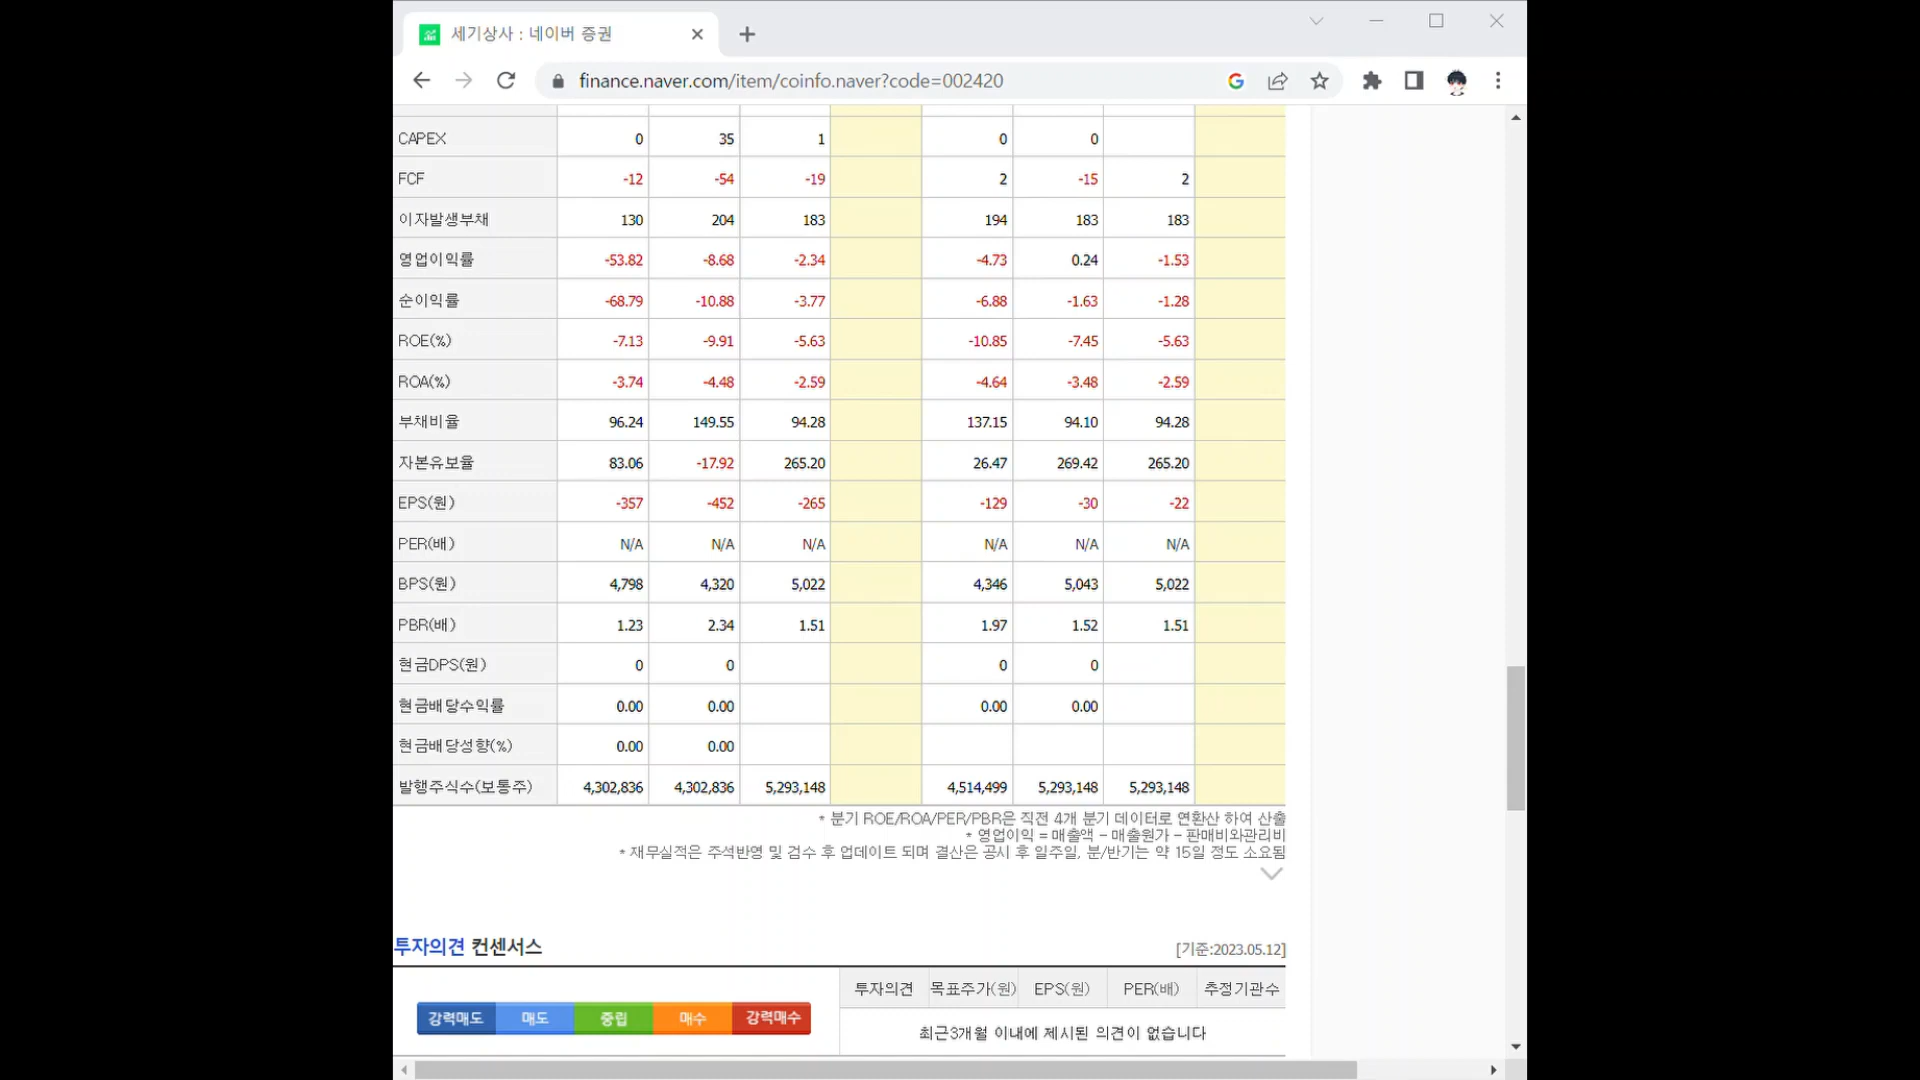 세기상사 : 네이버 증권
finance.naver.com/item/coinfo.naver?code=002420
CAPEX 0 35 1 0 0
FCF -12 -54 -19 2 -15 2
이자발생부채 130 204 183 194 183 183
영업이익률 -53.82 -8.68 -2.34 -4.73 0.24 -1.53
순이익률 -68.79 -10.88 -3.77 -6.88 -1.63 -1.28
ROE(%) -7.13 -9.91 -5.63 -10.85 -7.45 -5.63
ROA(%) -3.74 -4.48 -2.59 -4.64 -3.48 -2.59
부채비율 96.24 149.55 94.28 137.15 94.10 94.28
자본유보율 83.06 -17.92 265.20 26.47 269.42 265.20
EPS(원) -357 -452 -265 -129 -30 -22
PER(배) N/A N/A N/A N/A N/A N/A
BPS(원) 4,798 4,320 5,022 4,346 5,043 5,022
PBR(배) 1.23 2.34 1.51 1.97 1.52 1.51
현금DPS(원) 0 0 0 0
현금배당수익률 0.00 0.00 0.00 0.00
현금배당성향(%) 0.00 0.00
발행주식수(보통주) 4,302,836 4,302,836 5,293,148 4,514,499 5,293,148 5,293,148
* 분기 ROE/ROA/PER/PBR은 직전 4개 분기 데이터로 연환산 하여 산출
* 영업이익 = 매출액 - 매출원가 - 판매비와관리비
* 재무실적은 주석반영 및 검수 후 업데이트 되며 결산은 공시 후 일주일, 분/반기는 약 15일 정도 소요됨
투자의견 컨센서스 [기준:2023.05.12]
투자의견 목표주가(원) EPS(원) PER(배) 추정기관수
강력매도 매도 중립 매수 강력매수
최근3개월 이내에 제시된 의견이 없습니다